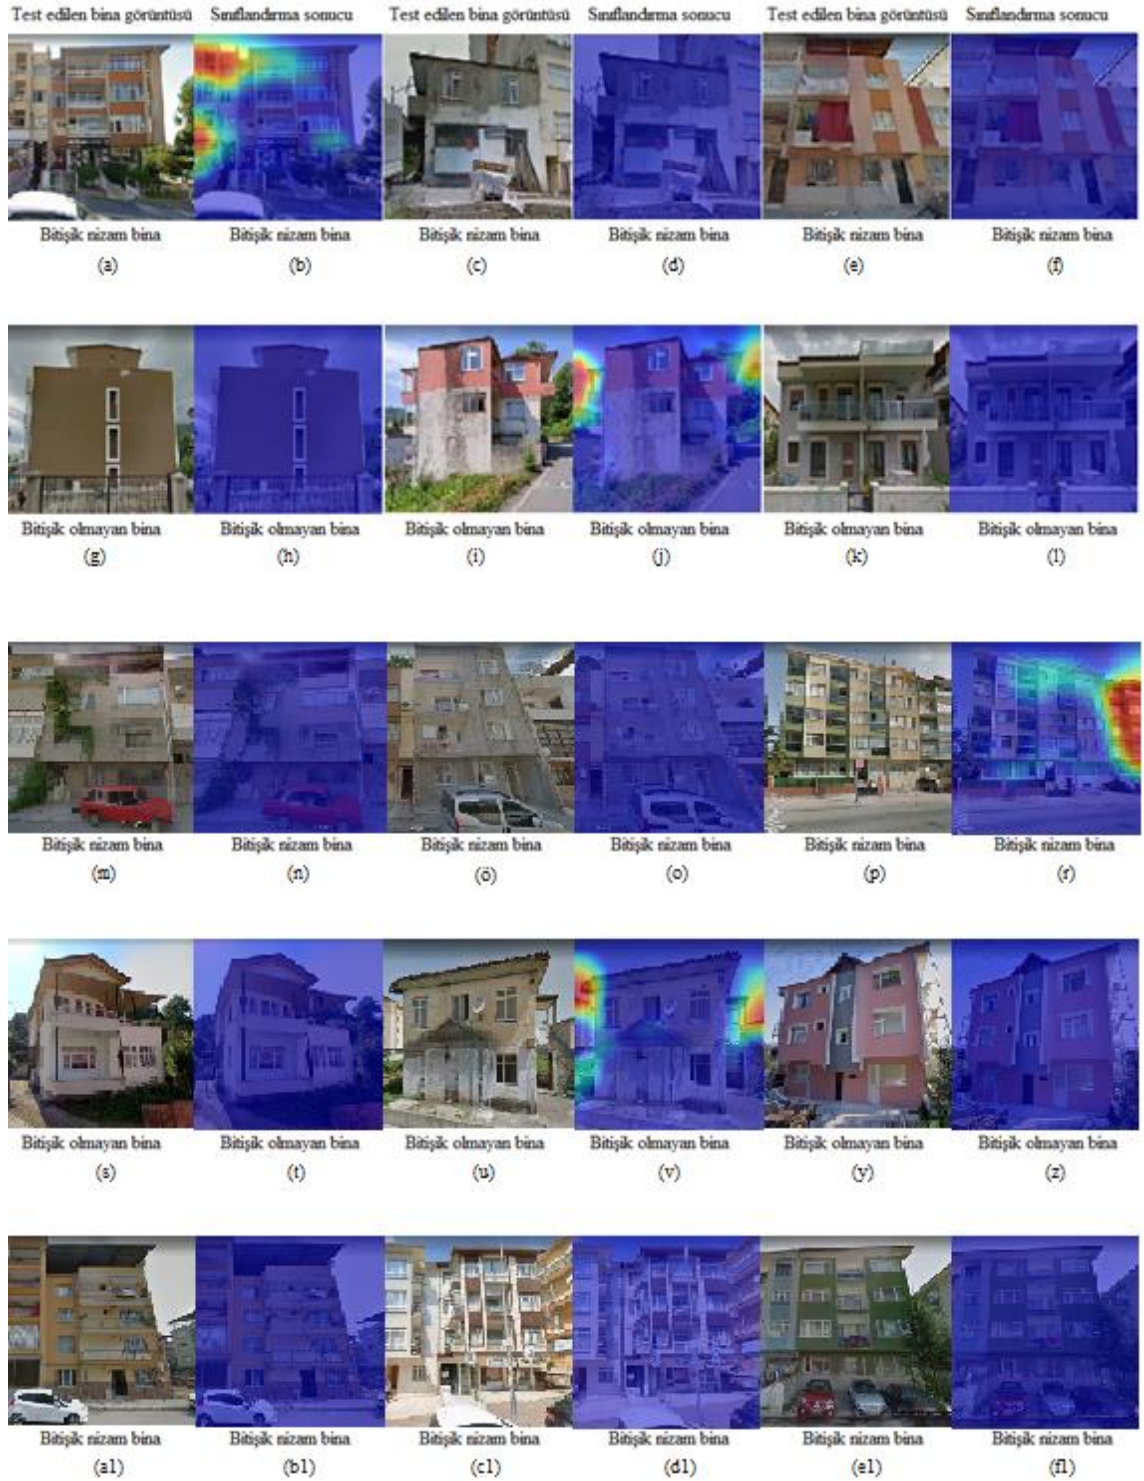 Test edilen bina görüntüsü Sınıflandırma sonucu Test edilen bina görüntüsü Sınıflandırma sonucu Test edilen bina görüntüsü Sınıflandırma sonucu
Bitişik nizam bina Bitişik nizam bina Bitişik nizam bina Bitişik nizam bina Bitişik nizam bina Bitişik nizam bina
(a) (b) (c) (d) (e) (f)
Bitişik olmayan bina Bitişik olmayan bina Bitişik olmayan bina Bitişik olmayan bina Bitişik olmayan bina Bitişik olmayan bina
(g) (h) (i) (j) (k) (l)
Bitişik nizam bina Bitişik nizam bina Bitişik nizam bina Bitişik nizam bina Bitişik nizam bina Bitişik nizam bina
(m) (n) (ö) (o) (p) (r)
Bitişik olmayan bina Bitişik olmayan bina Bitişik olmayan bina Bitişik olmayan bina Bitişik olmayan bina Bitişik olmayan bina
(s) (t) (u) (v) (y) (z)
Bitişik nizam bina Bitişik nizam bina Bitişik nizam bina Bitişik nizam bina Bitişik nizam bina Bitişik nizam bina
(a1) (b1) (c1) (d1) (e1) (f1)